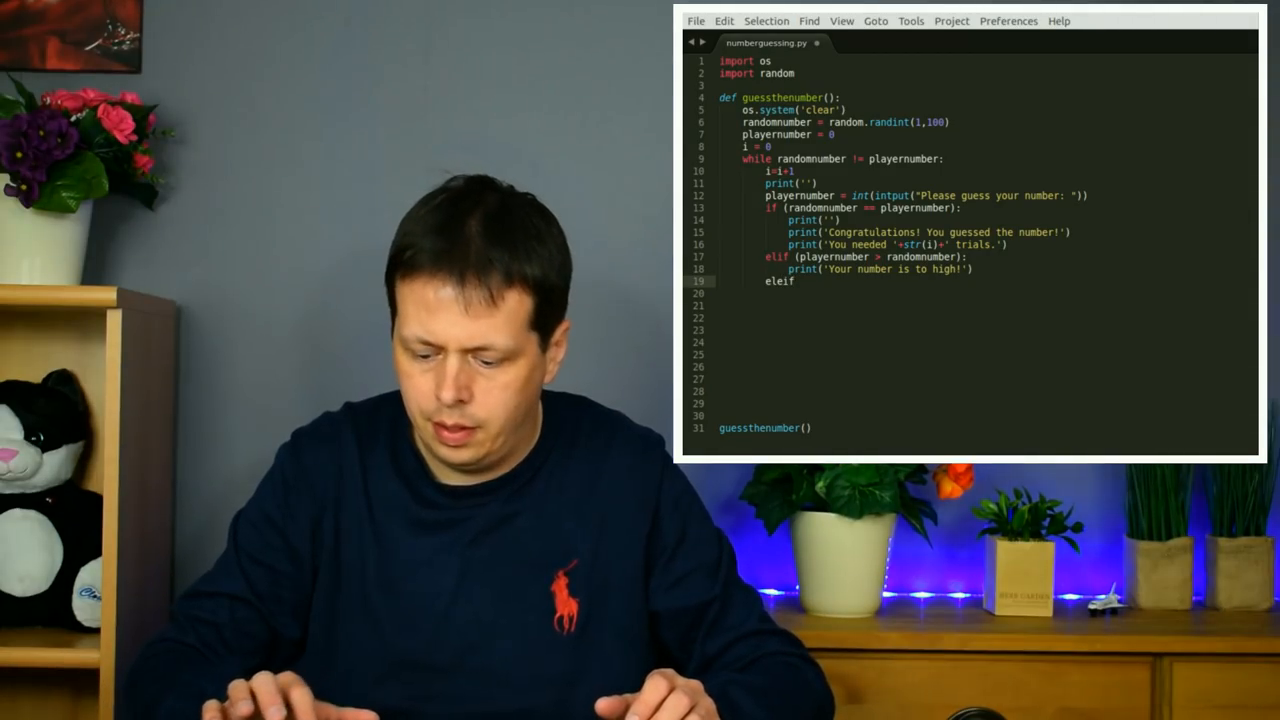 File Edit Selection Find View Goto Tools Project Preferences Help
numberguessing.py
1 import os
2 import random
3
4 def guessthenumber():
5 os.system('clear')
6 randomnumber = random.randint(1,100)
7 playernumber = 0
8 i = 0
9 while randomnumber != playernumber:
10 i=i+1
11 print('')
12 playernumber = int(intput("Please guess your number: "))
13 if (randomnumber == playernumber):
14 print('')
15 print('Congratulations! You guessed the number!')
16 print('You needed '+str(i)+' trials.')
17 elif (playernumber > randomnumber):
18 print('Your number is to high!')
19 eleif
20
21
22
23
24
25
26
27
28
29
30
31 guessthenumber()
HERB GARDEN